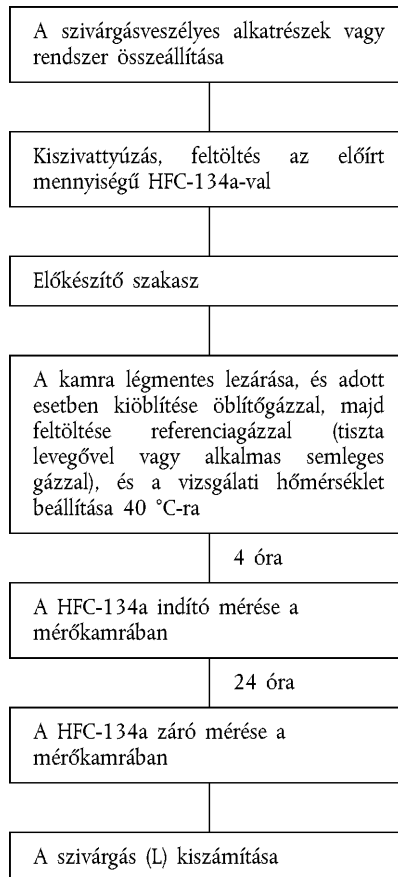 A szivárgásveszélyes alkatrészek vagy
rendszer összeállítása
Kiszivattyúzás, feltöltés az előírt
mennyiségű HFC-134a-val
Előkészítő szakasz
A kamra légmentes lezárása, és adott
esetben kiöblítése öblítőgázzal, majd
feltöltése referenciagázzal (tiszta
levegővel vagy alkalmas semleges
gázzal), és a vizsgálati hőmérséklet
beállítása 40 °C-ra
4 óra
A HFC-134a indító mérése a
mérőkamrában
24 óra
A HFC-134a záró mérése a
mérőkamrában
A szivárgás (L) kiszámítása